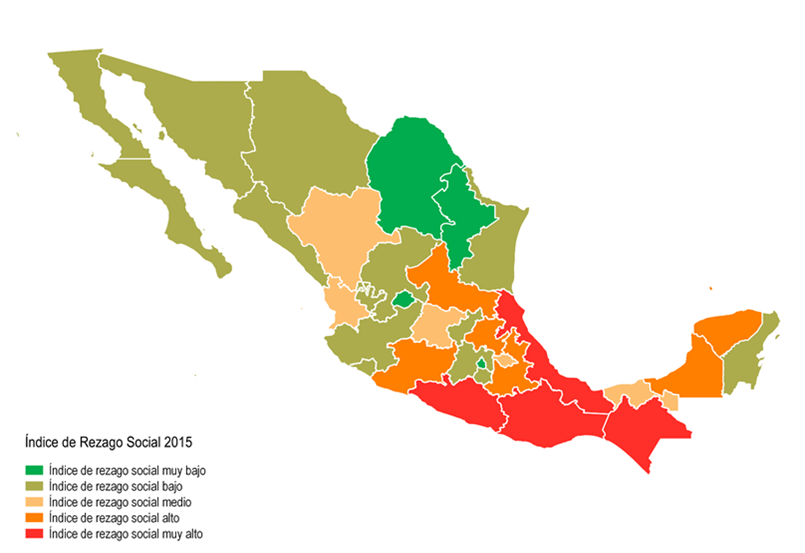 Índice de Rezago Social 2015
Índice de rezago social muy bajo
Índice de rezago social bajo
Índice de rezago social medio
Índice de rezago social alto
Índice de rezago social muy alto